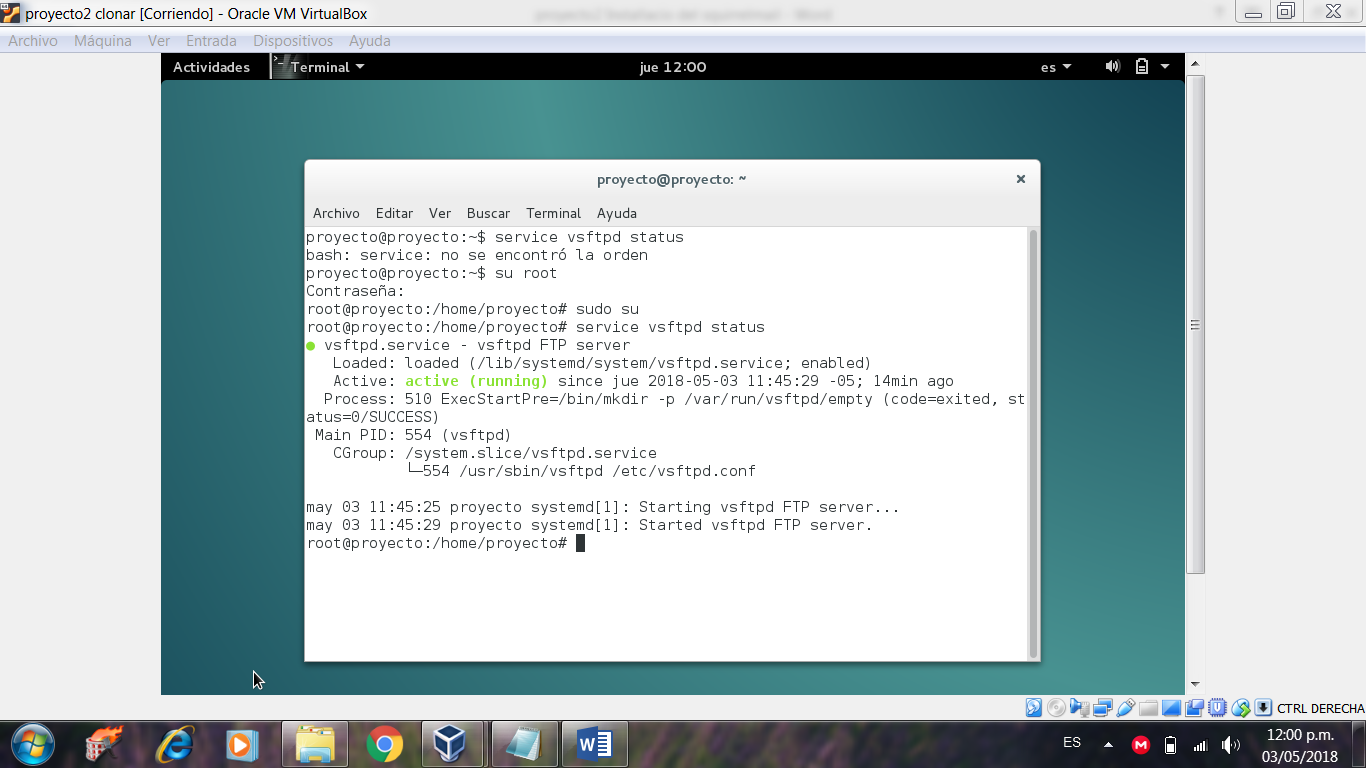 proyecto2 clonar [Corriendo] - Oracle VM VirtualBox
Archivo Máquina Ver Entrada Dispositivos Ayuda
Actividades Terminal jue 12:00 es
proyecto@proyecto: ~
Archivo Editar Ver Buscar Terminal Ayuda
proyecto@proyecto:~$ service vsftpd status
bash: service: no se encontró la orden
proyecto@proyecto:~$ su root
Contraseña:
root@proyecto:/home/proyecto# sudo su
root@proyecto:/home/proyecto# service vsftpd status
● vsftpd.service - vsftpd FTP server
Loaded: loaded (/lib/systemd/system/vsftpd.service; enabled)
Active: active (running) since jue 2018-05-03 11:45:29 -05; 14min ago
Process: 510 ExecStartPre=/bin/mkdir -p /var/run/vsftpd/empty (code=exited, st
atus=0/SUCCESS)
Main PID: 554 (vsftpd)
CGroup: /system.slice/vsftpd.service
└─554 /usr/sbin/vsftpd /etc/vsftpd.conf
may 03 11:45:25 proyecto systemd[1]: Starting vsftpd FTP server...
may 03 11:45:29 proyecto systemd[1]: Started vsftpd FTP server.
root@proyecto:/home/proyecto#
CTRL DERECHA
ES
12:00 p.m.
03/05/2018